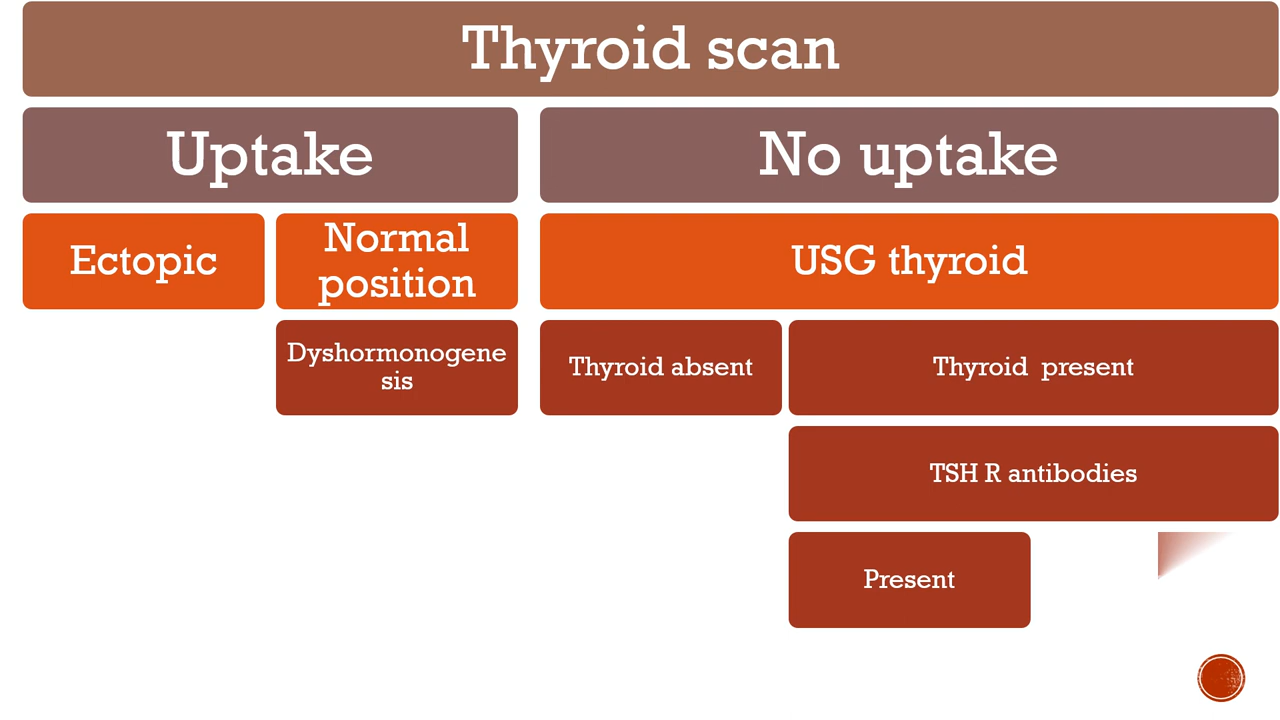 Thyroid scan
Uptake
No uptake
Ectopic
Normal
position
USG thyroid
Dyshormonogene
sis
Thyroid absent
Thyroid  present
TSH R antibodies
Present